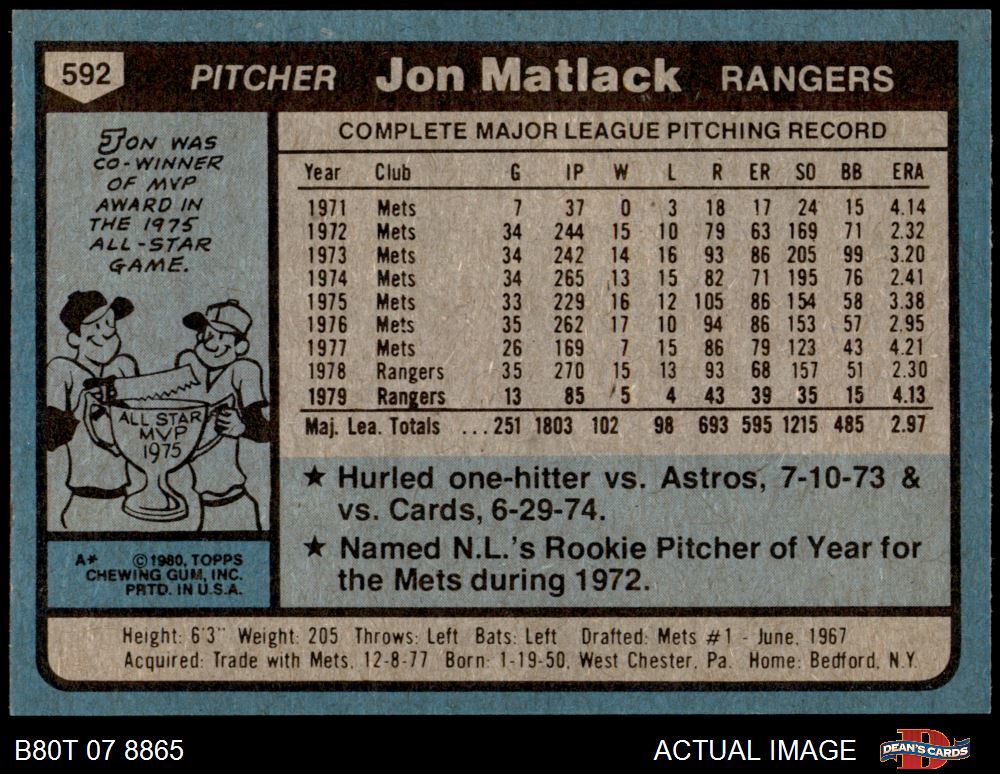 592 PITCHER Jon Matlack RANGERS
JON WAS
CO-WINNER
OF MVP
AWARD IN
THE 1975
ALL-STAR
GAME.
ALL STAR
MVP
1975
A* ©1980, TOPPS
CHEWING GUM, INC.
PRTD. IN U.S.A.
COMPLETE MAJOR LEAGUE PITCHING RECORD
Year Club G IP W L R ER SO BB ERA
1971 Mets 7 37 0 3 18 17 24 15 4.14
1972 Mets 34 244 15 10 79 63 169 71 2.32
1973 Mets 34 242 14 16 93 86 205 99 3.20
1974 Mets 34 265 13 15 82 71 195 76 2.41
1975 Mets 33 229 16 12 105 86 154 58 3.38
1976 Mets 35 262 17 10 94 86 153 57 2.95
1977 Mets 26 169 7 15 86 79 123 43 4.21
1978 Rangers 35 270 15 13 93 68 157 51 2.30
1979 Rangers 13 85 5 4 43 39 35 15 4.13
Maj. Lea. Totals ...251 1803 102 98 693 595 1215 485 2.97
★ Hurled one-hitter vs. Astros, 7-10-73 &
vs. Cards, 6-29-74.
★ Named N.L.'s Rookie Pitcher of Year for
the Mets during 1972.
Height: 6'3" Weight: 205 Throws: Left Bats: Left Drafted: Mets #1 - June, 1967
Acquired: Trade with Mets, 12-8-77 Born: 1-19-50, West Chester, Pa. Home: Bedford, N.Y.
B80T 07 8865 ACTUAL IMAGE DEAN'S CARDS